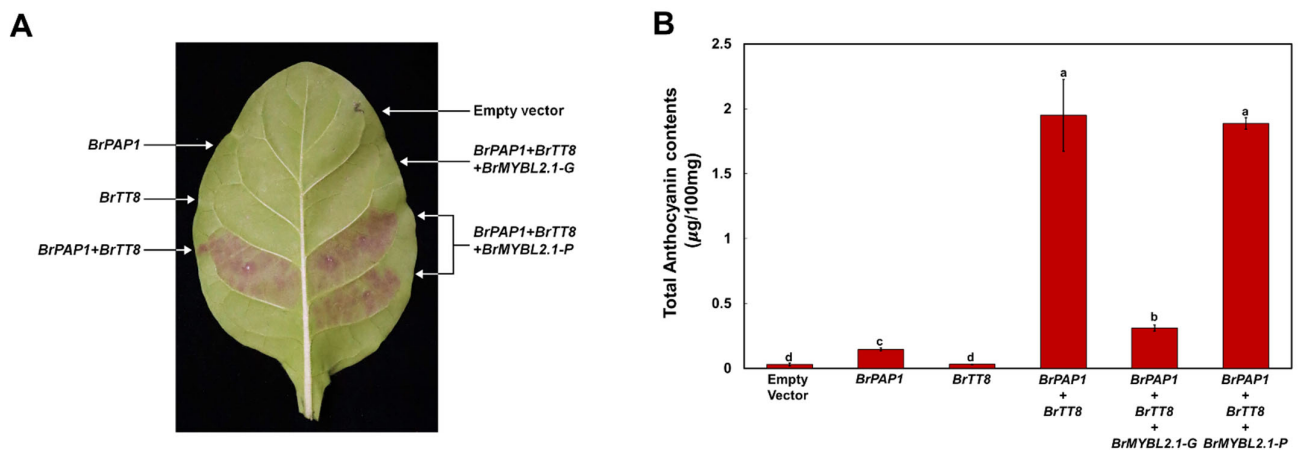 A
Empty vector
BrPAP1
BrPAP1+BrTT8
+BrMYBL2.1-G
BrTT8
BrPAP1+BrTT8
BrPAP1+BrTT8
+BrMYBL2.1-P
B
Total Anthocyanin contents
(μg/100mg)
2.5
2
1.5
1
0.5
0
d
c
d
a
b
a
Empty
Vector
BrPAP1
BrTT8
BrPAP1
+
BrTT8
BrPAP1
+
BrTT8
+
BrMYBL2.1-G
BrPAP1
+
BrTT8
+
BrMYBL2.1-P